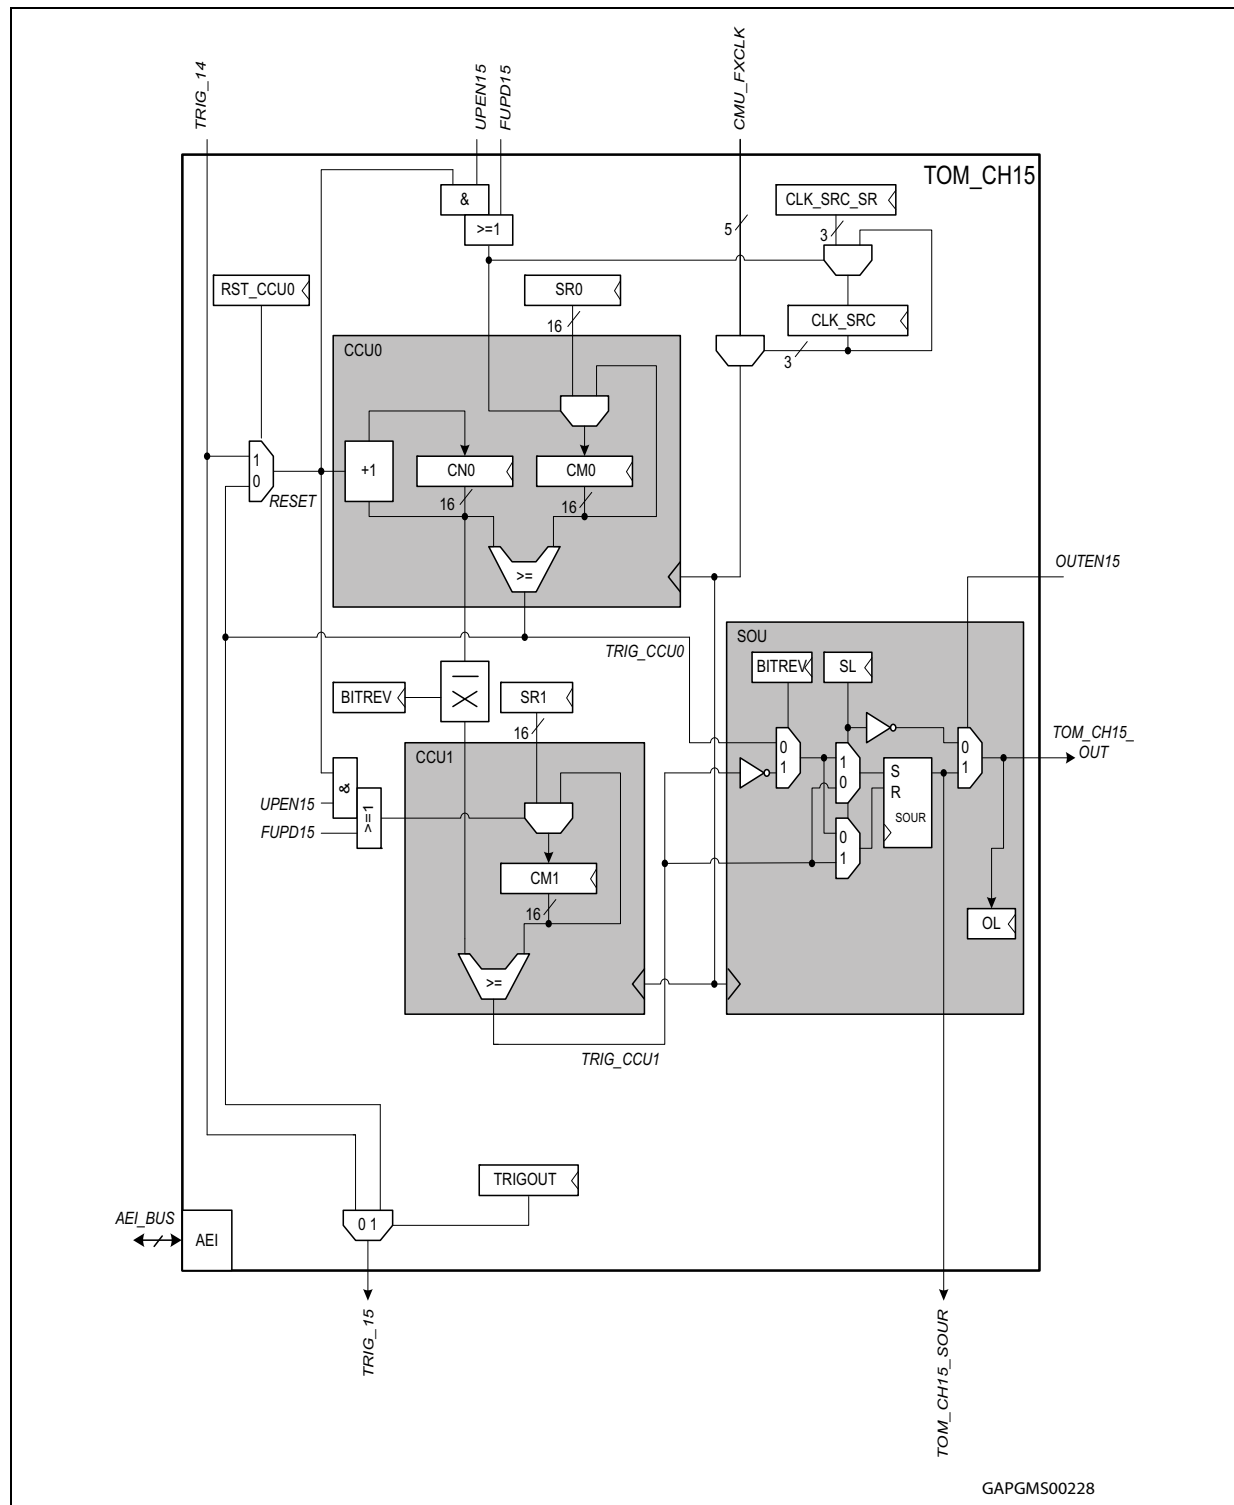 TRIG_14
UPEN15
FUPD15
CMU_FXCLK
TOM_CH15
&
>=1
5
CLK_SRC_SR
3
RST_CCU0
SR0
16
CLK_SRC
3
CCU0
1
0
RESET
+1
CN0
16
CM0
16
>=
TRIG_CCU0
OUTEN15
SOU
BITREV
SL
0
1
1
0
0
1
S
R
SOUR
0
1
TOM_CH15_
OUT
OL
BITREV
X
SR1
16
CCU1
&
UPEN15
>=1
FUPD15
CM1
16
>=
TRIG_CCU1
TRIGOUT
0 1
AEI_BUS
AEI
TRIG_15
TOM_CH15_SOUR
GAPGMS00228